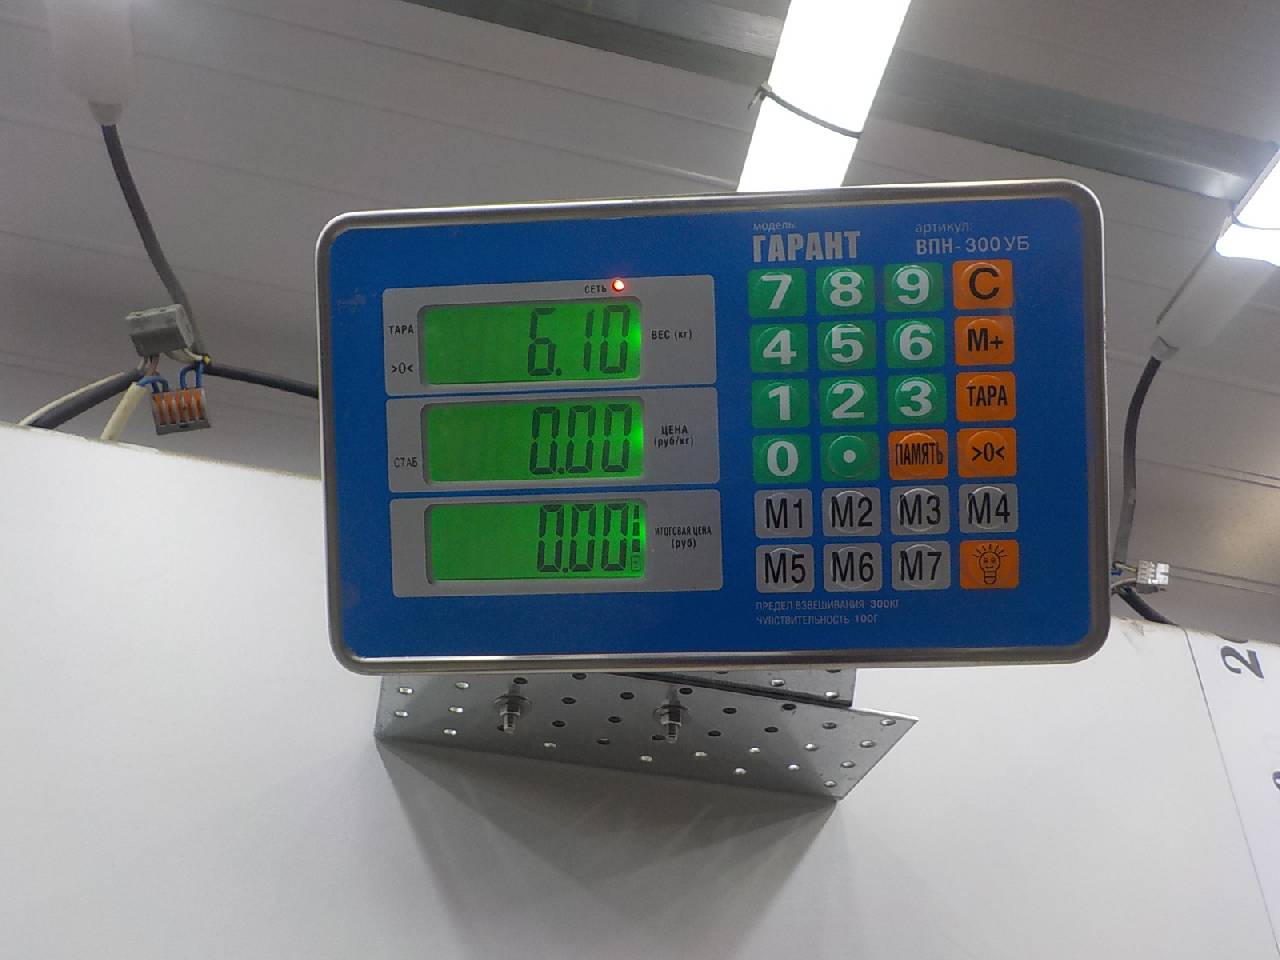 модель:
ГАРАНТ
артикул:
ВПН-300УБ
СЕТЬ
ТАРА
>0<
6.10
ВЕС (кг)
СТАБ
0.00
ЦЕНА
(руб/кг)
0.00
ИТОГОВАЯ ЦЕНА
(руб)
7 8 9 C
4 5 6 M+
1 2 3 ТАРА
0 . ПАМЯТЬ >0<
M1 M2 M3 M4
M5 M6 M7
ПРЕДЕЛ ВЗВЕШИВАНИЯ 300КГ
ЧУВСТВИТЕЛЬНОСТЬ 100Г
2